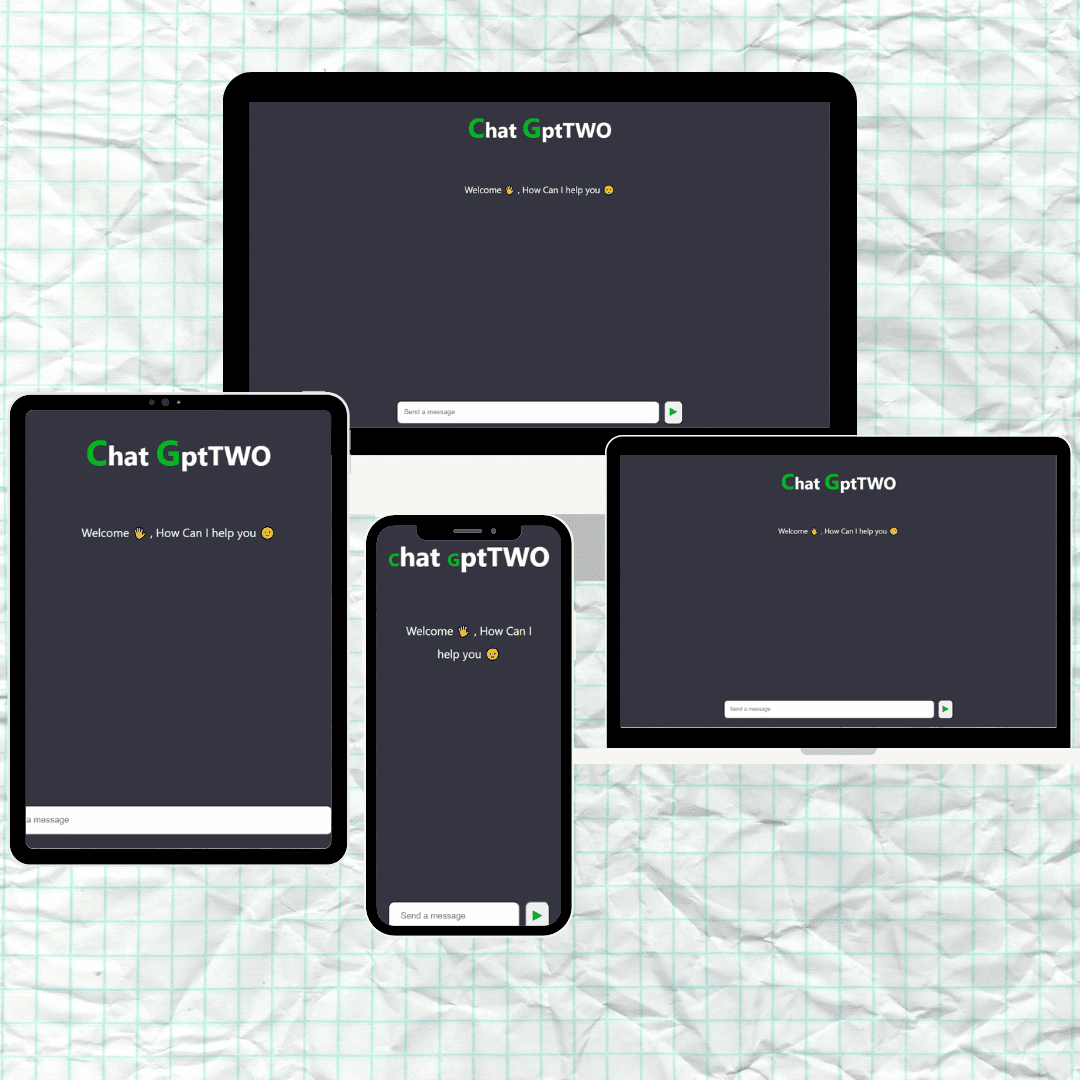 Chat GptTWO
Welcome 🖐 , How Can I help you 🙂
Send a message
Chat GptTWO
Welcome 🖐 , How Can I help you 🙂
a message
Chat GptTWO
Welcome 🖐 , How Can I
help you 🙂
Send a message
Chat GptTWO
Welcome 🖐 , How Can I help you 🙂
Send a message